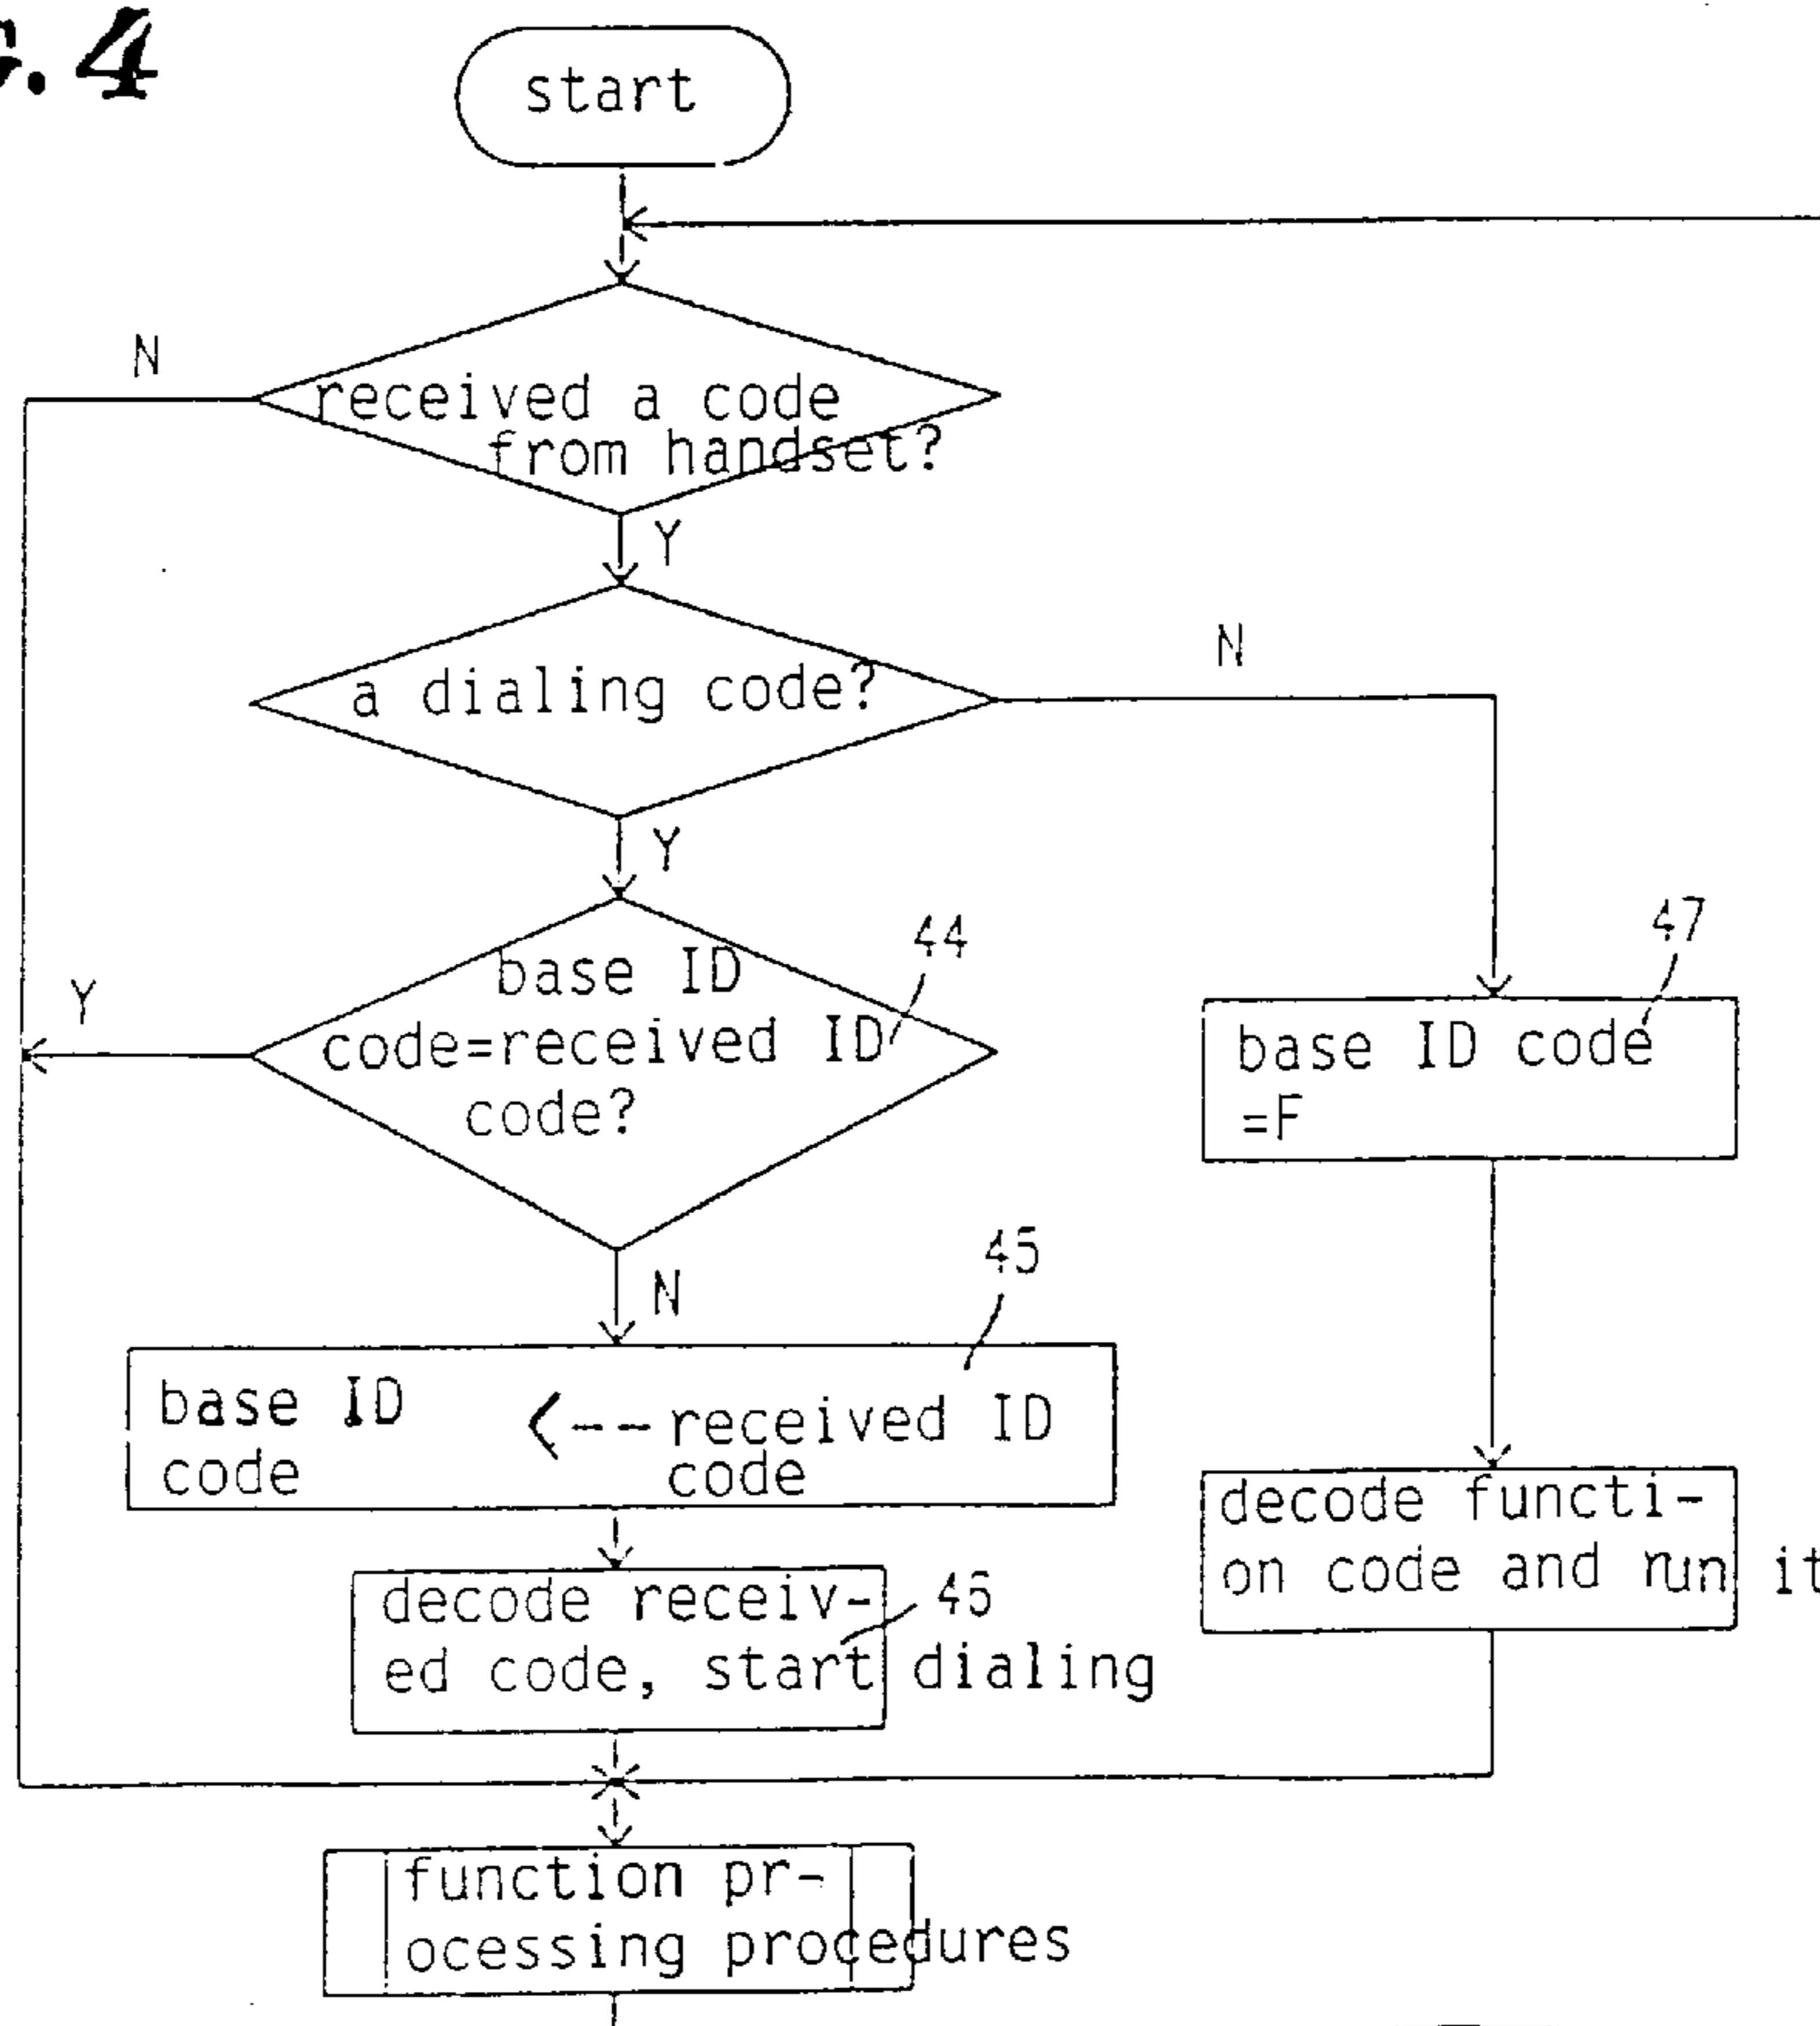 G. 4
start
N
received a code
from handset?
Y
a dialing code?
N
Y
base ID
code=received ID
code?
44
Y
47
base ID code
=F
N
45
base ID
code
<--received ID
code
decode receiv-
ed code, start dialing
46
decode functi-
on code and run it
function pr-
ocessing procedures